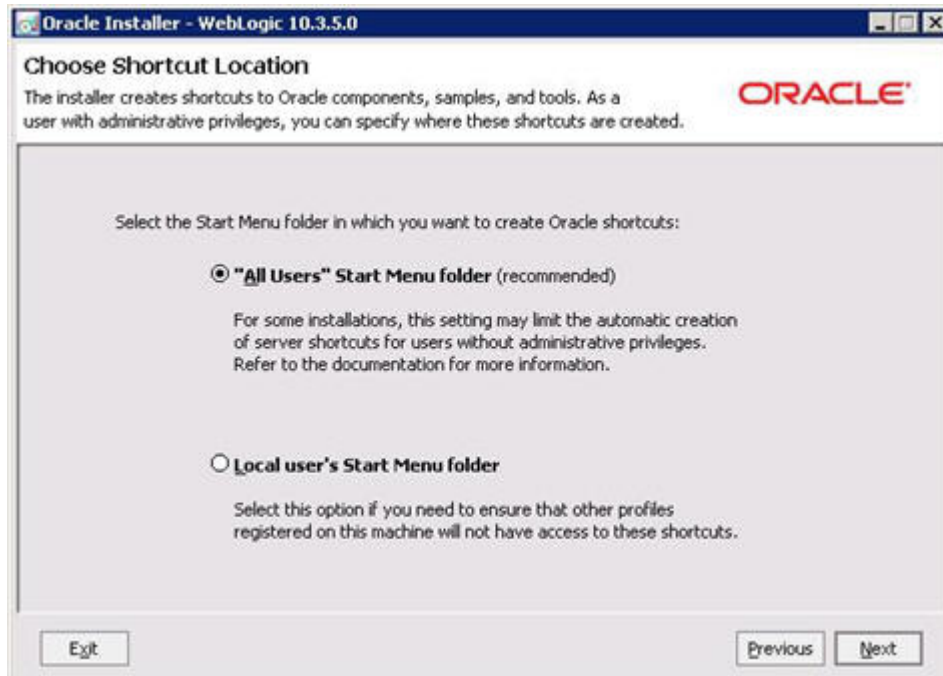 Oracle Installer - WebLogic 10.3.5.0
Choose Shortcut Location
The installer creates shortcuts to Oracle components, samples, and tools. As a
user with administrative privileges, you can specify where these shortcuts are created.
ORACLE
Select the Start Menu folder in which you want to create Oracle shortcuts:
"All Users" Start Menu folder (recommended)
For some installations, this setting may limit the automatic creation
of server shortcuts for users without administrative privileges.
Refer to the documentation for more information.
Local user's Start Menu folder
Select this option if you need to ensure that other profiles
registered on this machine will not have access to these shortcuts.
Exit
Previous
Next